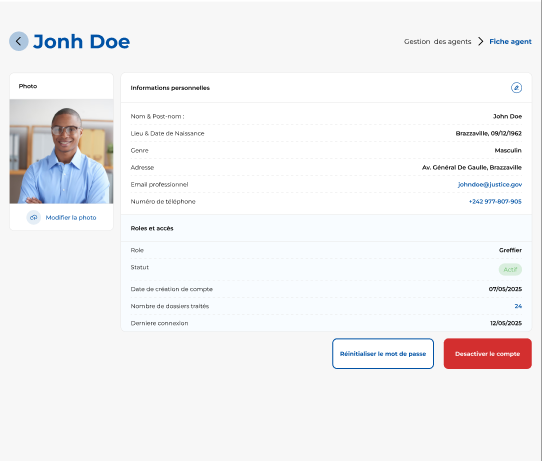 Jonh Doe
Gestion des agents
Fiche agent
Photo
Modifier la photo
Informations personnelles
Nom & Post-nom :
John Doe
Lieu & Date de Naissance
Brazzaville, 09/12/1962
Genre
Masculin
Adresse
Av. Général De Gaulle, Brazzaville
Email professionnel
johndoe@justice.gov
Numéro de téléphone
+242 977-807-905
Roles et accès
Role
Greffier
Statut
Actif
Date de création de compte
07/05/2025
Nombre de dossiers traités
24
Derniere connexion
12/05/2025
Réinitialiser le mot de passe
Desactiver le compte